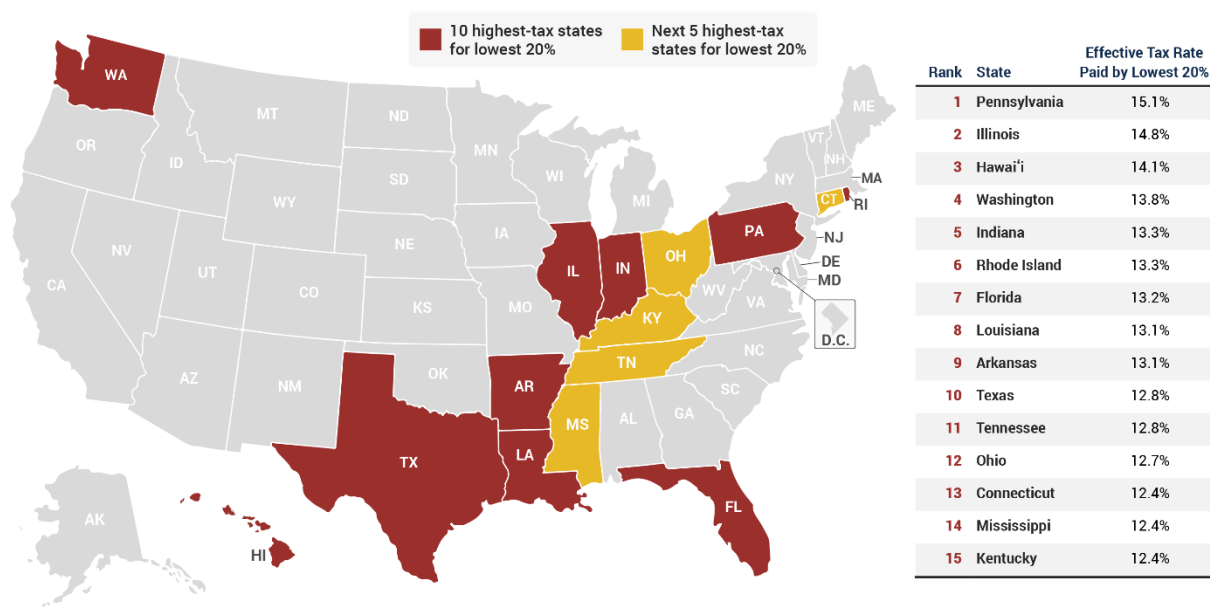 10 highest-tax states
for lowest 20%
Next 5 highest-tax
states for lowest 20%
WA
MT
ND
MN
ME
OR
ID
SD
WI
VT
NH
WY
MI
NY
MA
CT
RI
NE
IA
PA
NV
UT
IL
IN
OH
NJ
CA
CO
KS
MO
WV
VA
DE
MD
KY
D.C.
TN
NC
AZ
NM
OK
AR
SC
MS
AL
GA
TX
LA
FL
AK
HI
Effective Tax Rate
Rank State Paid by Lowest 20%
1 Pennsylvania 15.1%
2 Illinois 14.8%
3 Hawaiʻi 14.1%
4 Washington 13.8%
5 Indiana 13.3%
6 Rhode Island 13.3%
7 Florida 13.2%
8 Louisiana 13.1%
9 Arkansas 13.1%
10 Texas 12.8%
11 Tennessee 12.8%
12 Ohio 12.7%
13 Connecticut 12.4%
14 Mississippi 12.4%
15 Kentucky 12.4%